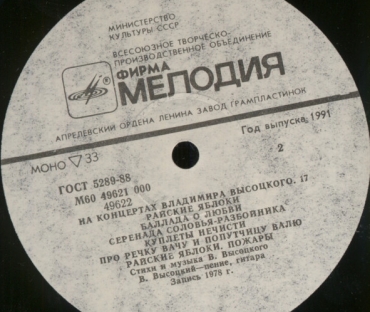 МИНИСТЕРСТВО
КУЛЬТУРЫ СССР
ВСЕСОЮЗНОЕ ТВОРЧЕСКО-
ПРОИЗВОДСТВЕННОЕ ОБЪЕДИНЕНИЕ
ФИРМА
МЕЛОДИЯ
АПРЕЛЕВСКИЙ ОРДЕНА ЛЕНИНА ЗАВОД ГРАМПЛАСТИНОК
МОНО ▽ 33
Год выпуска 1991
ГОСТ 5289-88
2
М60 49621 000
49622
НА КОНЦЕРТАХ ВЛАДИМИРА ВЫСОЦКОГО. 17
РАЙСКИЕ ЯБЛОКИ
БАЛЛАДА О ЛЮБВИ
СЕРЕНАДА СОЛОВЬЯ-РАЗБОЙНИКА
КУПЛЕТЫ НЕЧИСТИ
ПРО РЕЧКУ ВАЧУ И ПОПУТЧИЦУ ВАЛЮ
РАЙСКИЕ ЯБЛОКИ. ПОЖАРЫ
Стихи и музыка В. Высоцкого
В. Высоцкий—пение, гитара
Запись 1978 г.